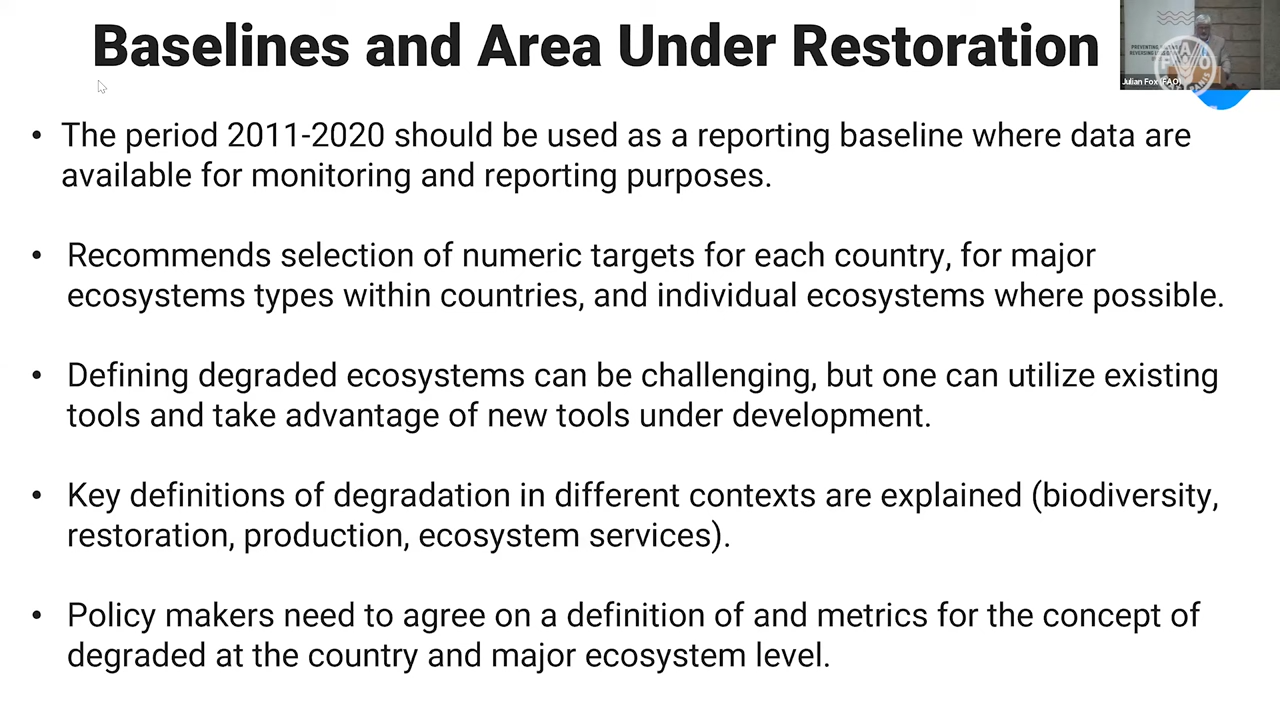 Baselines and Area Under Restoration
Julian Fox (FAO)
• The period 2011-2020 should be used as a reporting baseline where data are
available for monitoring and reporting purposes.
• Recommends selection of numeric targets for each country, for major
ecosystems types within countries, and individual ecosystems where possible.
• Defining degraded ecosystems can be challenging, but one can utilize existing
tools and take advantage of new tools under development.
• Key definitions of degradation in different contexts are explained (biodiversity,
restoration, production, ecosystem services).
• Policy makers need to agree on a definition of and metrics for the concept of
degraded at the country and major ecosystem level.